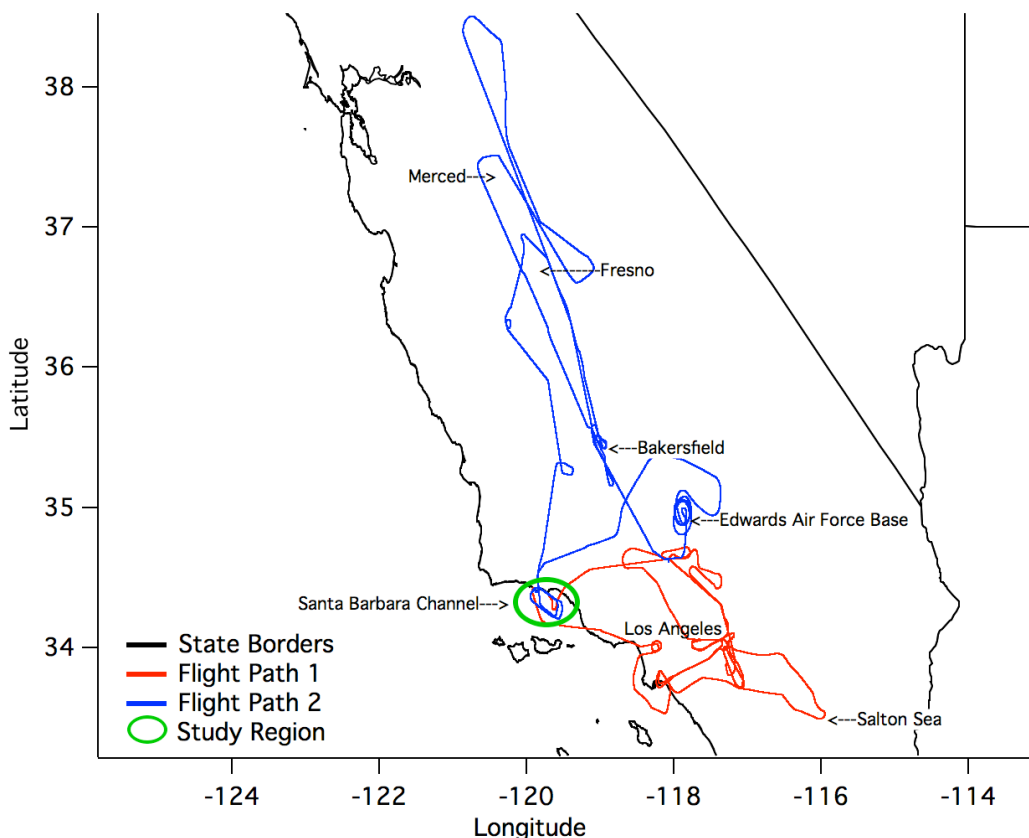 38
Merced--->
37
<-------Fresno
36
Latitude
<---Bakersfield
35
<---Edwards Air Force Base
Santa Barbara Channel--->
Los Angeles
34
State Borders
Flight Path 1
Flight Path 2
Study Region
<---Salton Sea
-124
-122
-120
-118
-116
-114
Longitude